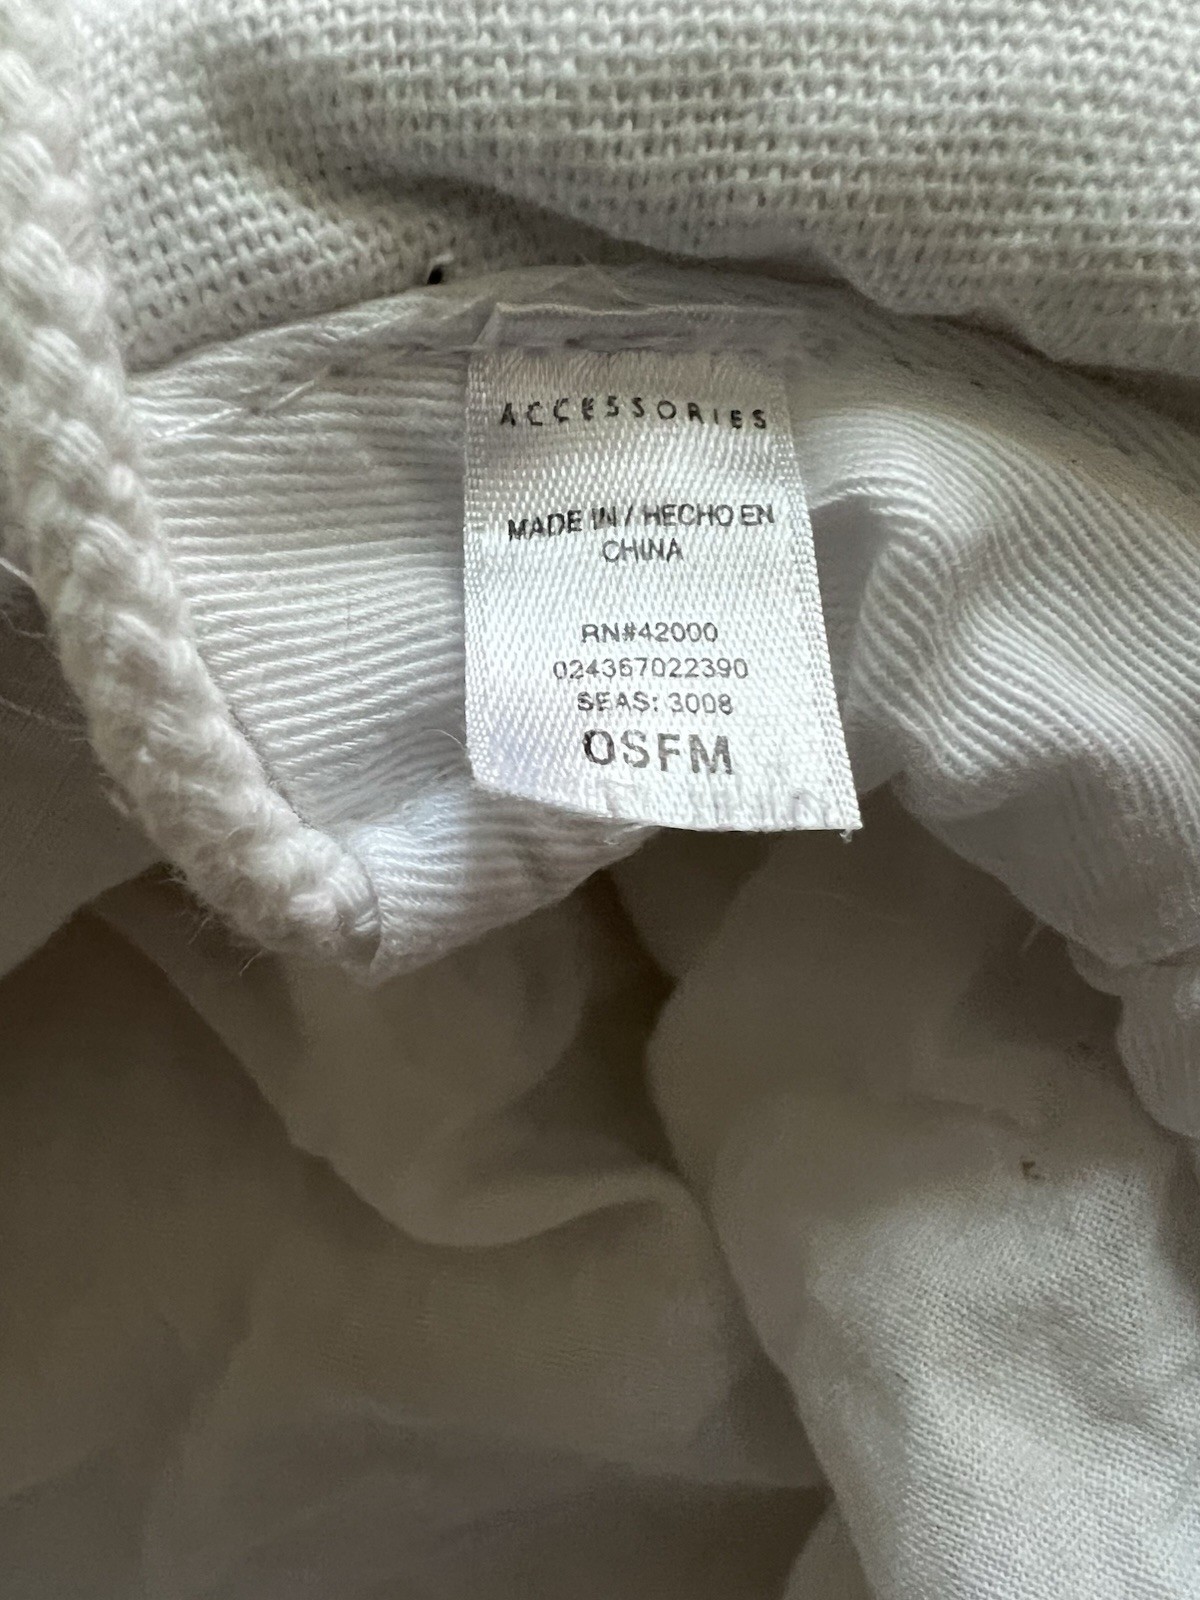 ACCESSORIES
MADE IN / HECHO EN
CHINA
RN#42000
024367022390
SEAS: 3008
OSFM